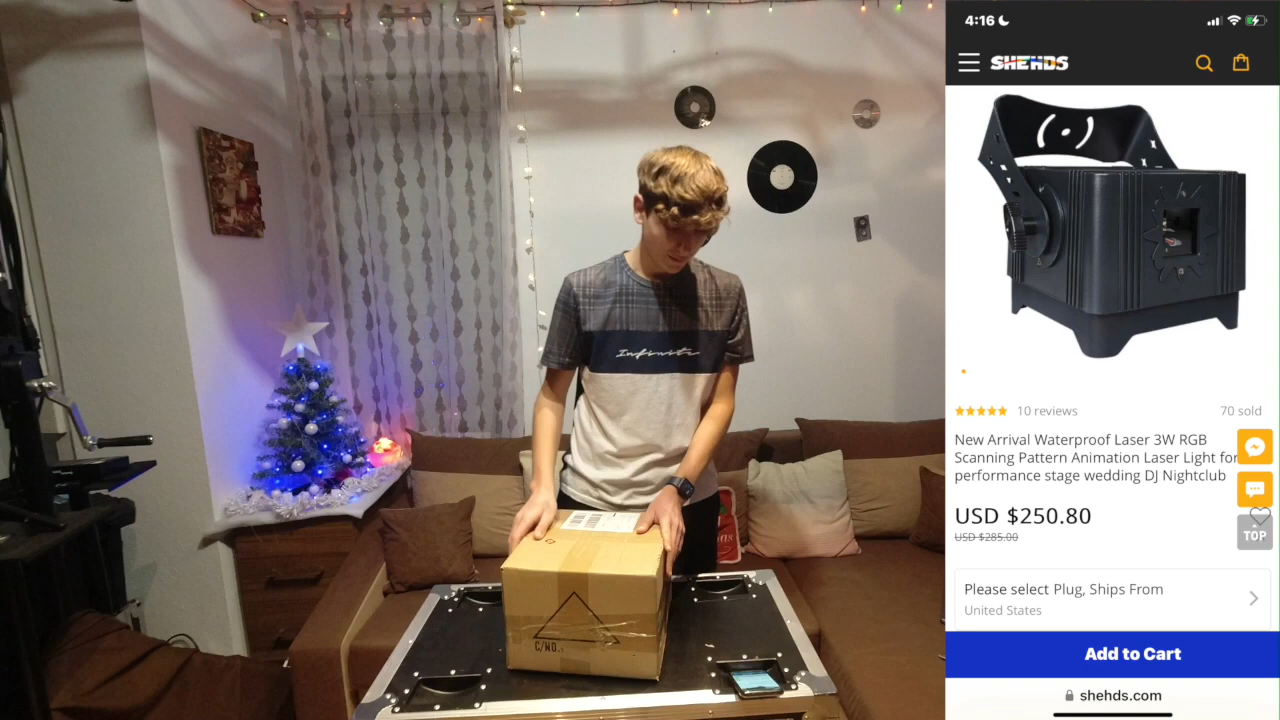 Infinite
C/NO.:
4:16
SHEHDS
10 reviews
70 sold
New Arrival Waterproof Laser 3W RGB
Scanning Pattern Animation Laser Light for
performance stage wedding DJ Nightclub
USD $250.80
USD $285.00
TOP
Please select Plug, Ships From
United States
Add to Cart
shehds.com